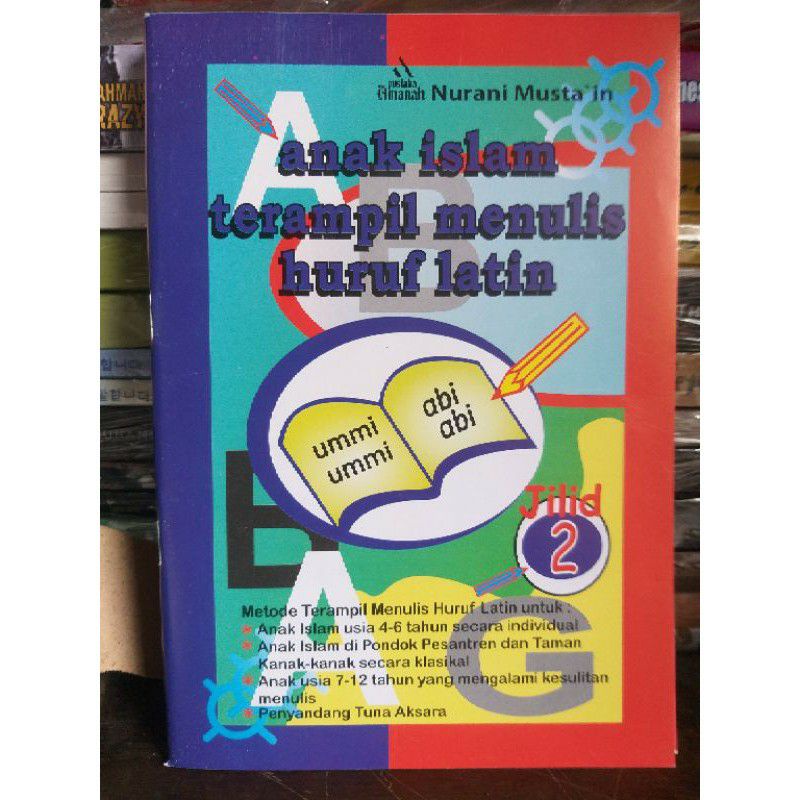 pustaka
Amanah Nurani Musta`in
anak islam
terampil menulis
huruf latin
A
B
ummi
ummi
abi
abi
Jilid
2
B
A
G
Metode Terampil Menulis Huruf Latin untuk :
Anak Islam usia 4-6 tahun secara individual
Anak Islam di Pondok Pesantren dan Taman
Kanak-kanak secara klasikal
Anak usia 7-12 tahun yang mengalami kesulitan
menulis
Penyandang Tuna Aksara
AHMAH
RAZY